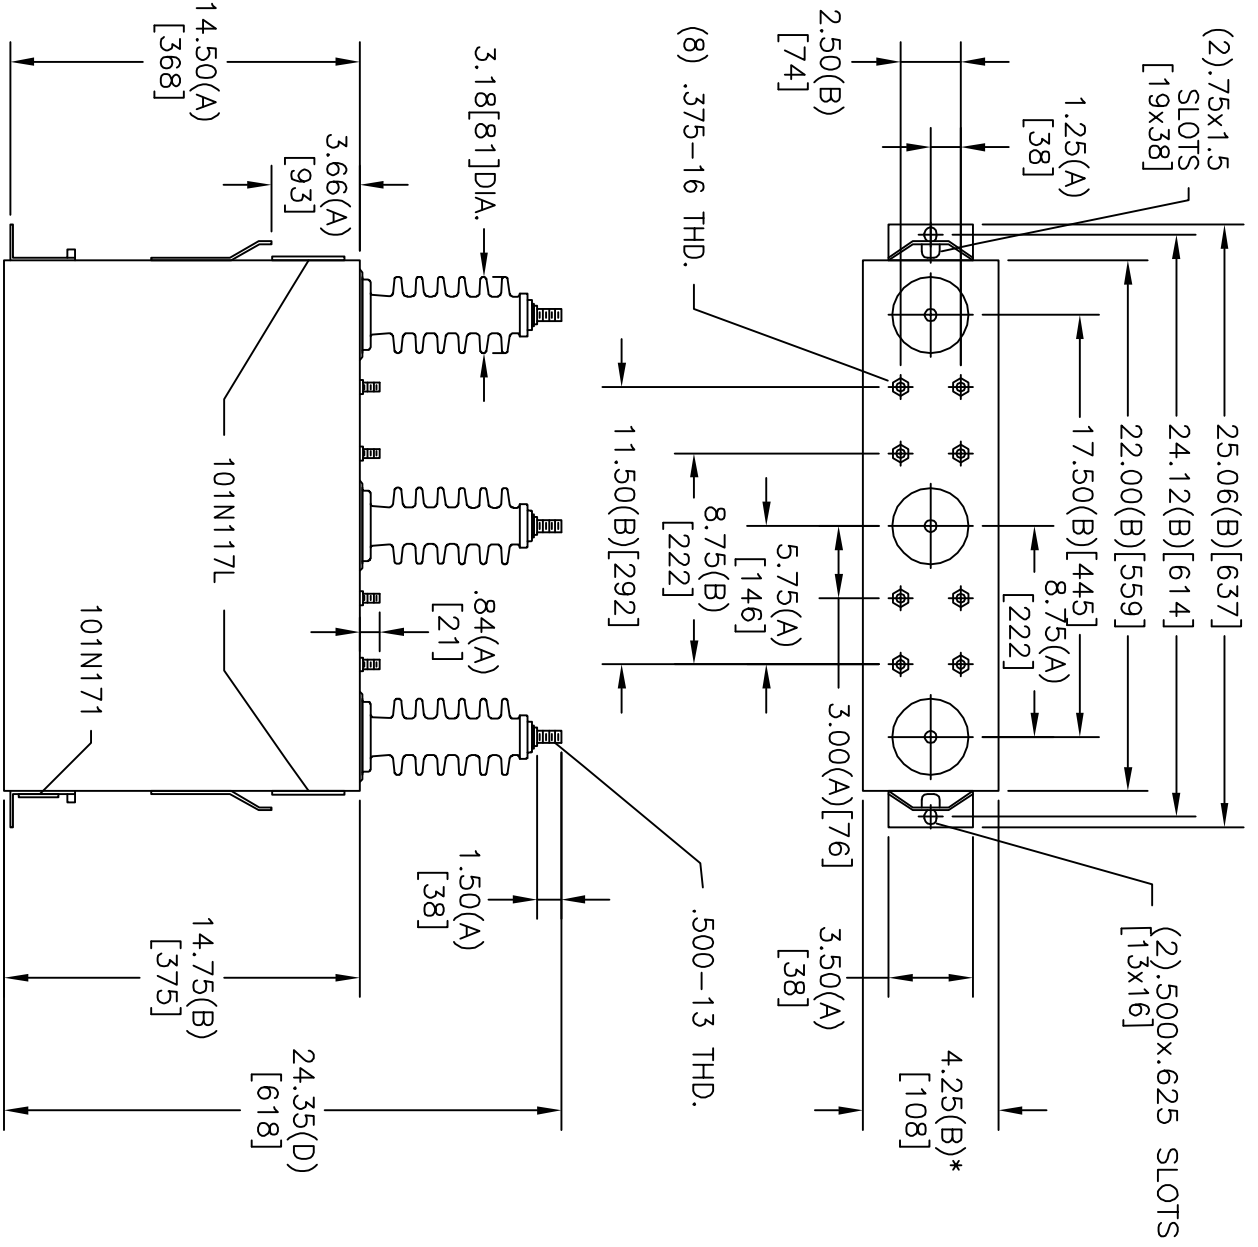 (2).75x1.5
SLOTS
[19x38]
25.06(B)[637]
24.12(B)[614]
22.00(B)[559]
17.50(B)[445]
8.75(A)
[222]
(2).500x.625 SLOTS
[13x16]
1.25(A)
[38]
2.50(B)
[74]
4.25(B)*
[108]
3.50(A)
[38]
(8) .375-16 THD.
3.00(A)[76]
5.75(A)
[146]
8.75(B)
[222]
11.50(B)[292]
.500-13 THD.
3.18[81]DIA.
.84(A)
[21]
1.50(A)
[38]
3.66(A)
[93]
14.50(A)
[368]
101N117L
101N171
24.35(D)
[618]
14.75(B)
[375]